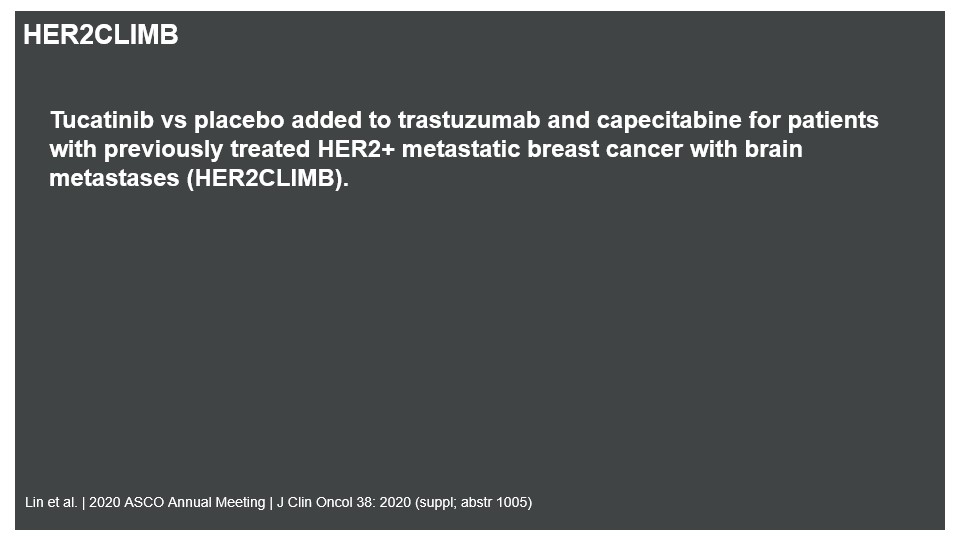 HER2CLIMB
Tucatinib vs placebo added to trastuzumab and capecitabine for patients
with previously treated HER2+ metastatic breast cancer with brain
metastases (HER2CLIMB).
Lin et al. | 2020 ASCO Annual Meeting | J Clin Oncol 38: 2020 (suppl; abstr 1005)